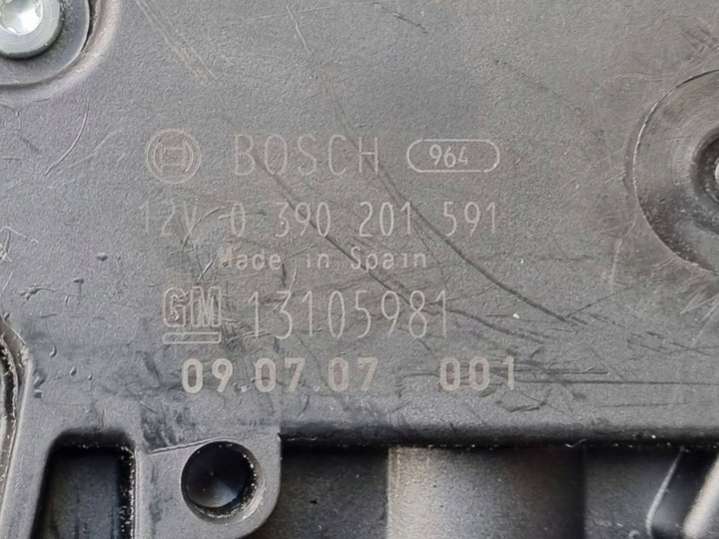 BOSCH 964
12V 0 390 201 591
Made in Spain
GM 13105981
09.07.07 001